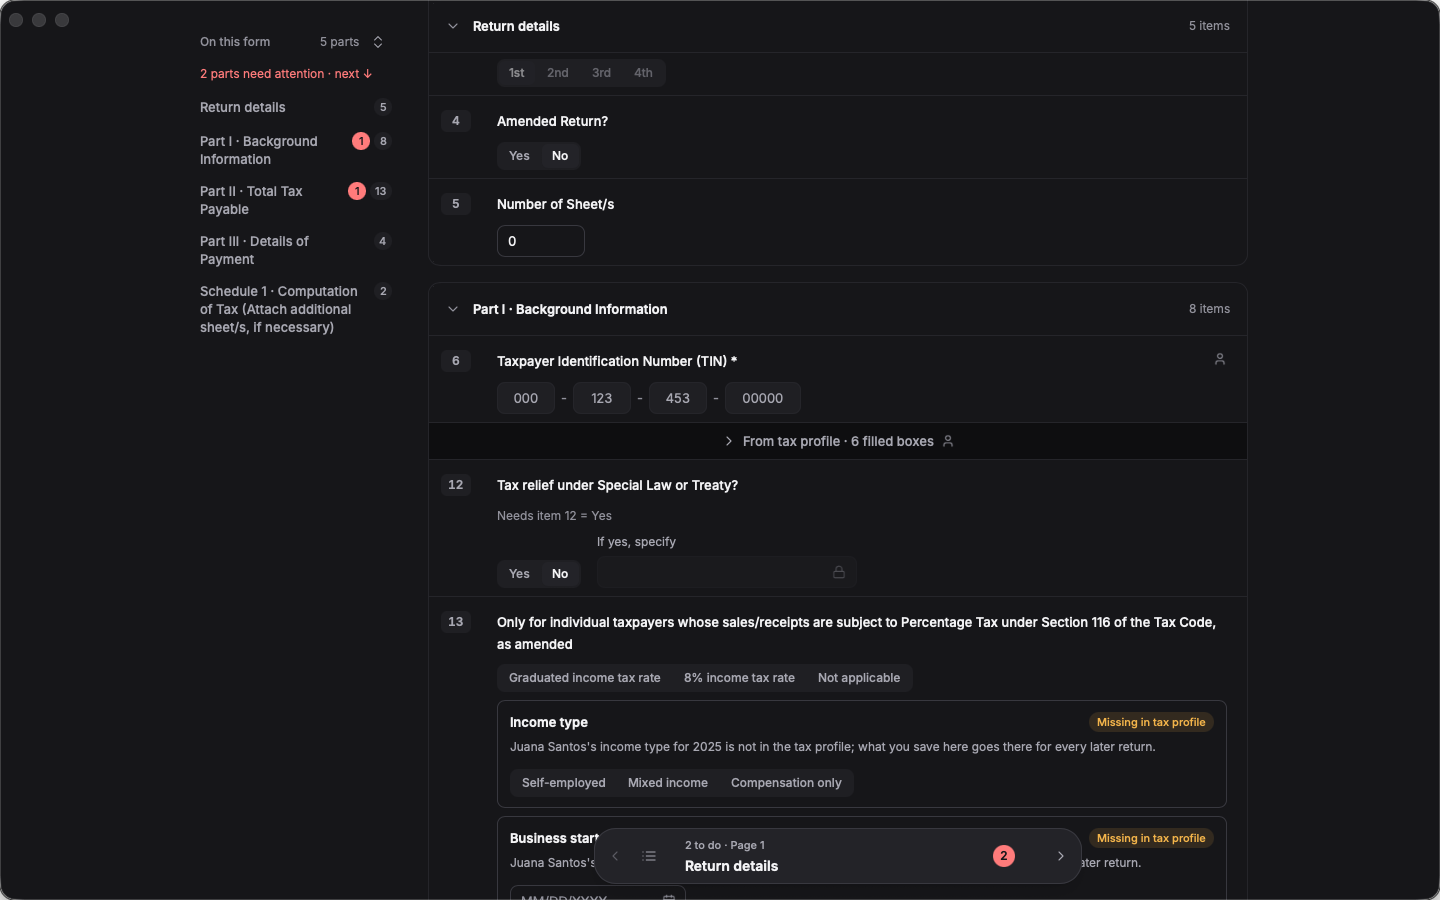 On this form
5 parts
2 parts need attention · next ↓
Return details
5
Part I · Background
Information
1
8
Part II · Total Tax
Payable
1
13
Part III · Details of
Payment
4
Schedule 1 · Computation
of Tax (Attach additional
sheet/s, if necessary)
2
Return details
5 items
1st 2nd 3rd 4th
4
Amended Return?
Yes No
5
Number of Sheet/s
0
Part I · Background Information
8 items
6
Taxpayer Identification Number (TIN) *
000 - 123 - 453 - 00000
From tax profile · 6 filled boxes
12
Tax relief under Special Law or Treaty?
Needs item 12 = Yes
If yes, specify
Yes No
13
Only for individual taxpayers whose sales/receipts are subject to Percentage Tax under Section 116 of the Tax Code,
as amended
Graduated income tax rate 8% income tax rate Not applicable
Income type
Missing in tax profile
Juana Santos's income type for 2025 is not in the tax profile; what you save here goes there for every later return.
Self-employed Mixed income Compensation only
Business start
Missing in tax profile
Juana Santos's
ater return.
2 to do · Page 1
Return details
2